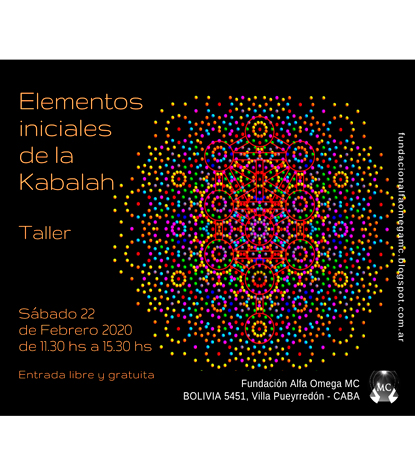 Elementos
iniciales
de la
Kabalah
Taller
Sábado 22
de Febrero 2020
de 11.30 hs a 15.30 hs
Entrada libre y gratuita
fundacionalfaomegamc.blogspot.com.ar
Fundación Alfa Omega MC
BOLIVIA 5451, Villa Pueyrredón - CABA
MC